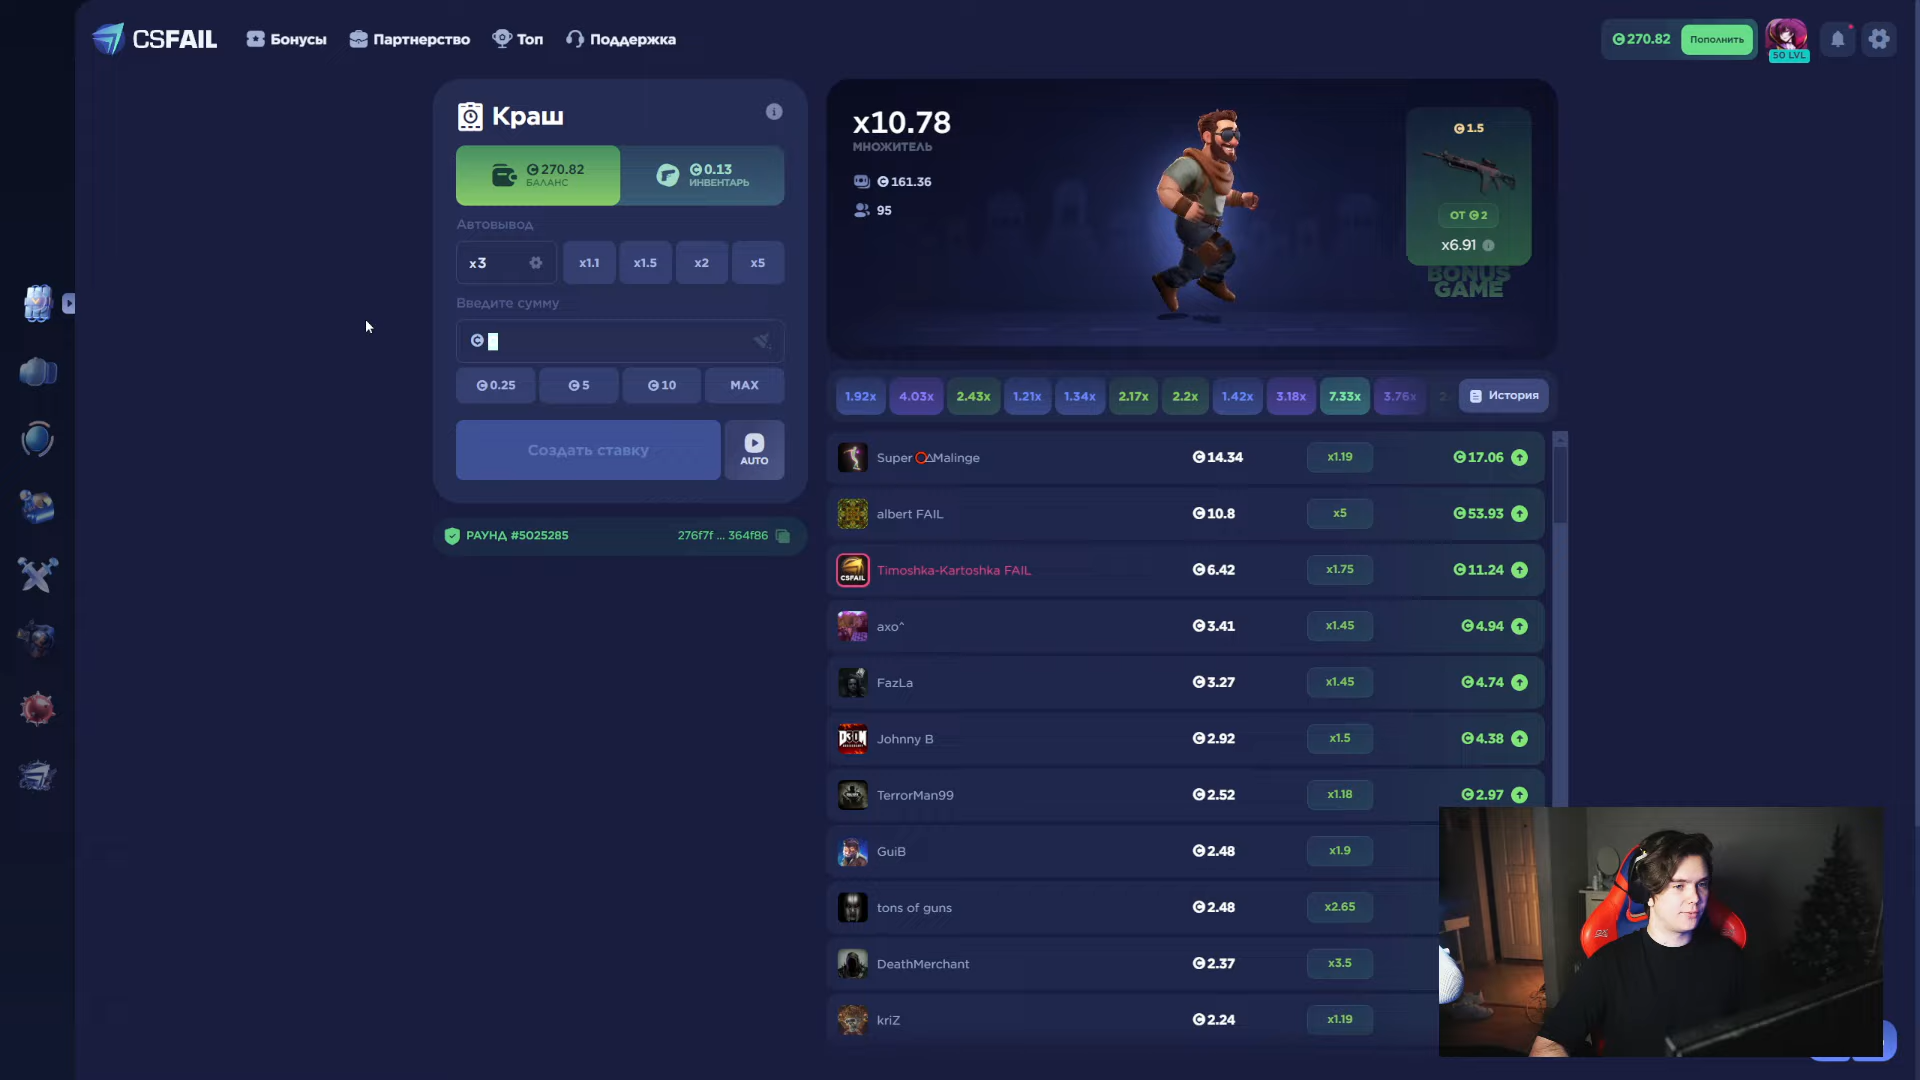 CSFAIL
Бонусы
Партнерство
Топ
Поддержка
270.82
Пополнить
50 LVL
Краш
270.82
БАЛАНС
0.13
ИНВЕНТАРЬ
Автовывод
x3
x1.1
x1.5
x2
x5
Введите сумму
0.25
5
10
MAX
Создать ставку
AUTO
РАУНД #5025285
276f7f ... 364f86
x10.78
МНОЖИТЕЛЬ
161.36
95
1.5
ОТ 2
x6.91
BONUS
GAME
1.92x
4.03x
2.43x
1.21x
1.34x
2.17x
2.2x
1.42x
3.18x
7.33x
3.76x
История
Super Malinge 14.34 x1.19 17.06
albert FAIL 10.8 x5 53.93
CSFAIL
Timoshka-Kartoshka FAIL 6.42 x1.75 11.24
axo^ 3.41 x1.45 4.94
FazLa 3.27 x1.45 4.74
Johnny B 2.92 x1.5 4.38
TerrorMan99 2.52 x1.18 2.97
GuiB 2.48 x1.9
tons of guns 2.48 x2.65
DeathMerchant 2.37 x3.5
kriZ 2.24 x1.19